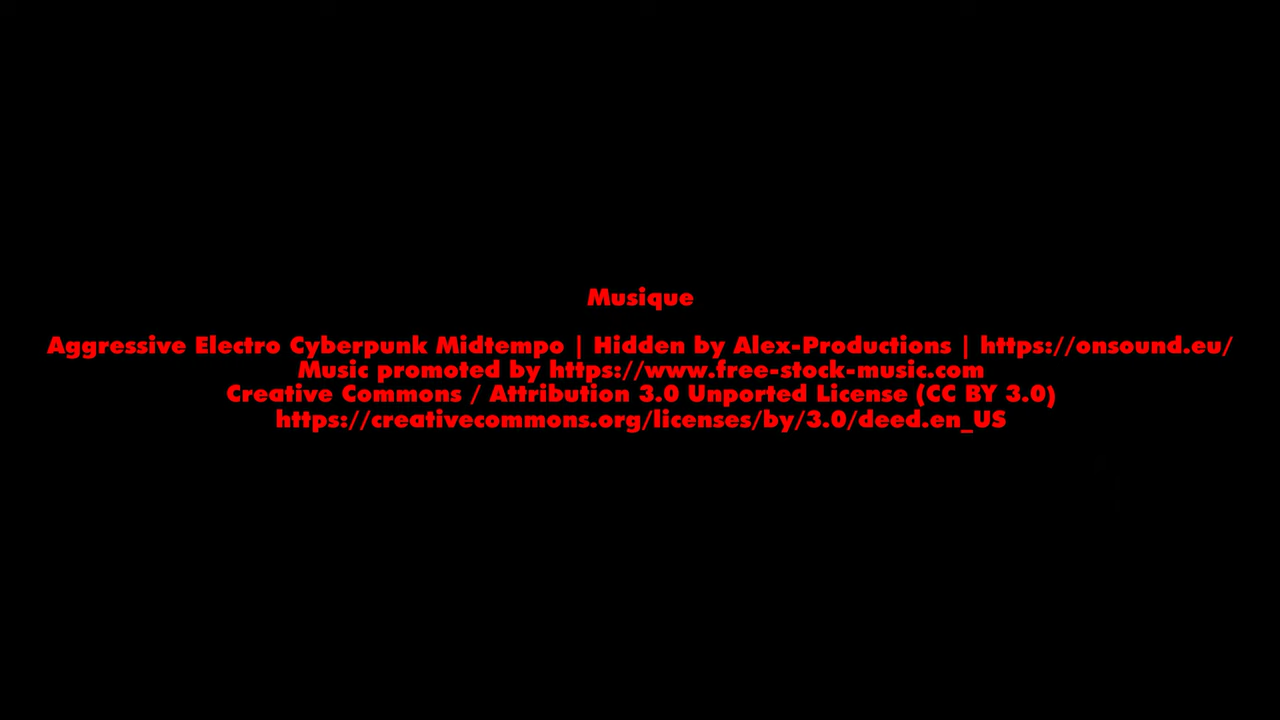 Musique
Aggressive Electro Cyberpunk Midtempo | Hidden by Alex-Productions | https://onsound.eu/
Music promoted by https://www.free-stock-music.com
Creative Commons / Attribution 3.0 Unported License (CC BY 3.0)
https://creativecommons.org/licenses/by/3.0/deed.en_US